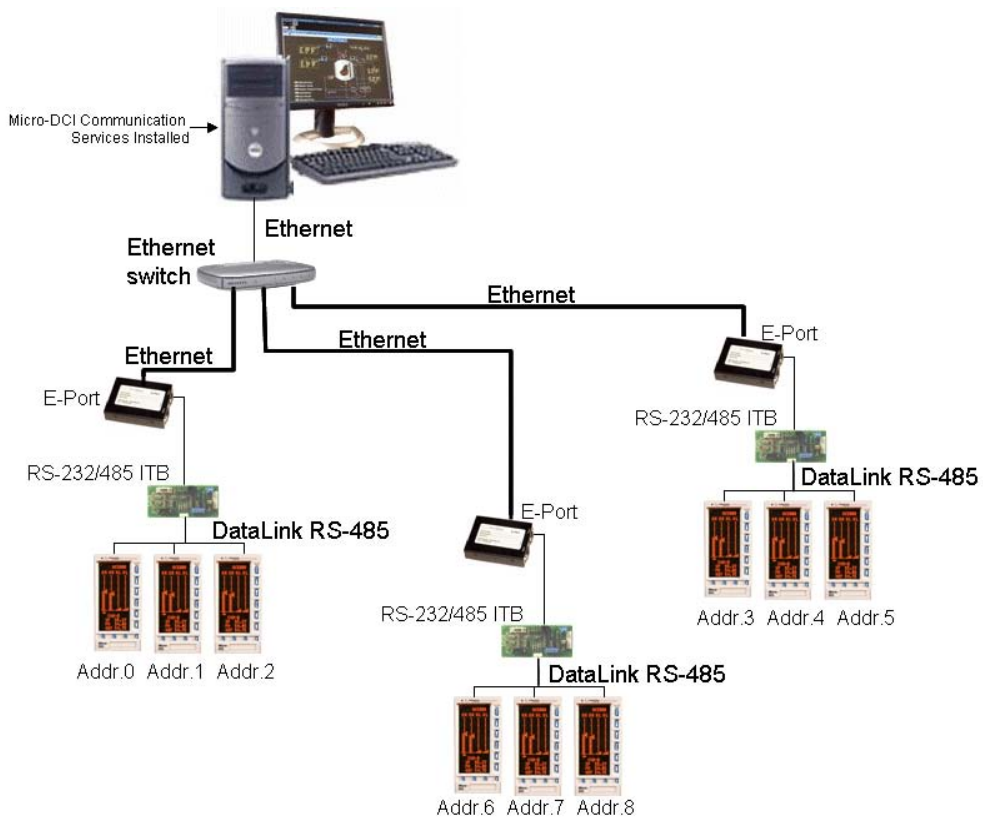 Micro-DCI Communication
Services Installed
Ethernet
Ethernet
switch
Ethernet
Ethernet
Ethernet
E-Port
E-Port
RS-232/485 ITB
RS-232/485 ITB
DataLink RS-485
DataLink RS-485
E-Port
Addr.3 Addr.4 Addr.5
RS-232/485 ITB
Addr.0 Addr.1 Addr.2
DataLink RS-485
Addr.6 Addr.7 Addr.8